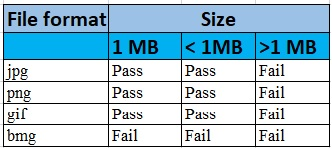 File format Size
1 MB < 1MB >1 MB
jpg Pass Pass Fail
png Pass Pass Fail
gif Pass Pass Fail
bmg Fail Fail Fail